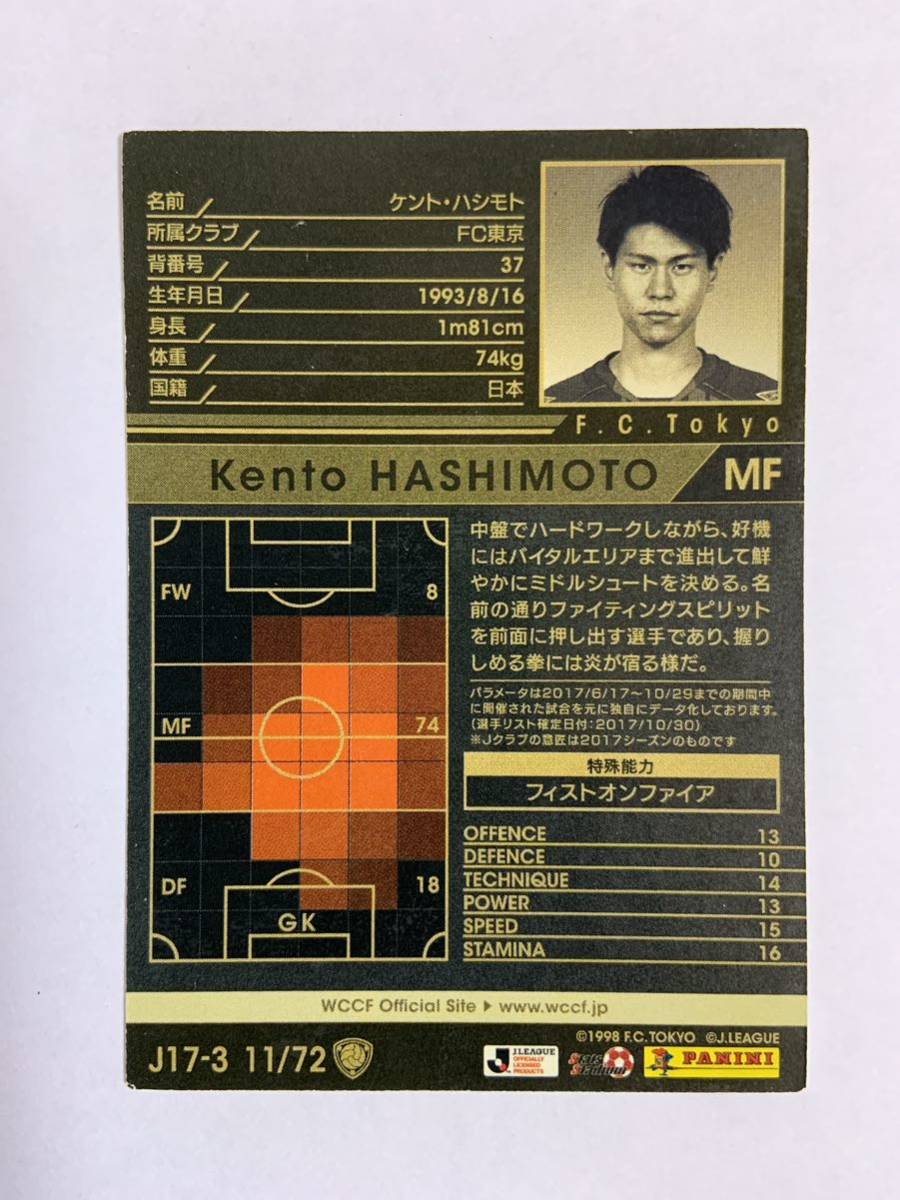 名前 ケント・ハシモト
所属クラブ FC東京
背番号 37
生年月日 1993/8/16
身長 1m81cm
体重 74kg
国籍 日本
F.C.Tokyo
Kento HASHIMOTO MF
FW 8
MF 74
DF 18
GK
中盤でハードワークしながら、好機
にはバイタルエリアまで進出して鮮
やかにミドルシュートを決める。名
前の通りファイティングスピリット
を前面に押し出す選手であり、握り
しめる拳には炎が宿る様だ。
パラメータは2017/6/17〜10/29までの期間中
に開催された試合を元に独自にデータ化しております。
(選手リスト確定日付:2017/10/30)
※Jクラブの意匠は2017シーズンのものです
特殊能力
フィストオンファイア
OFFENCE 13
DEFENCE 10
TECHNIQUE 14
POWER 13
SPEED 15
STAMINA 16
WCCF Official Site ▶ www.wccf.jp
©1998 F.C.TOKYO ©J.LEAGUE
J17-3 11/72
J.LEAGUE
OFFICIALLY
LICENSED
PRODUCTS
Stats
Stadium
PANINI